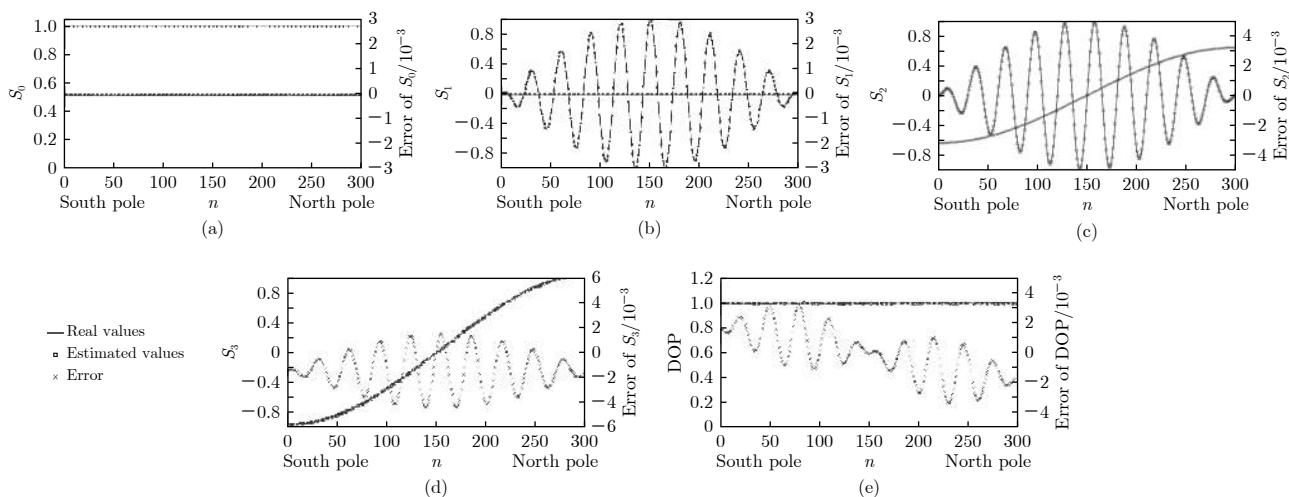 1.0
0.8
0.6
0.4
0.2
0
S0
3
2
1
0
−1
−2
−3
Error of S0/10−3
0 50 100 150 200 250 300
South pole n North pole
(a)
0.8
0.4
0
−0.4
−0.8
S1
3
2
1
0
−1
−2
−3
Error of S1/10−3
0 50 100 150 200 250 300
South pole n North pole
(b)
0.8
0.4
0
−0.4
−0.8
S2
4
2
0
−2
−4
Error of S2/10−3
0 50 100 150 200 250 300
South pole n North pole
(c)
Real values
Estimated values
Error
0.8
0.4
0
−0.4
−0.8
S3
6
4
2
0
−2
−4
−6
Error of S3/10−3
0 50 100 150 200 250 300
South pole n North pole
(d)
1.2
1.0
0.8
0.6
0.4
0.2
0
DOP
4
2
0
−2
−4
Error of DOP/10−3
0 50 100 150 200 250 300
South pole n North pole
(e)